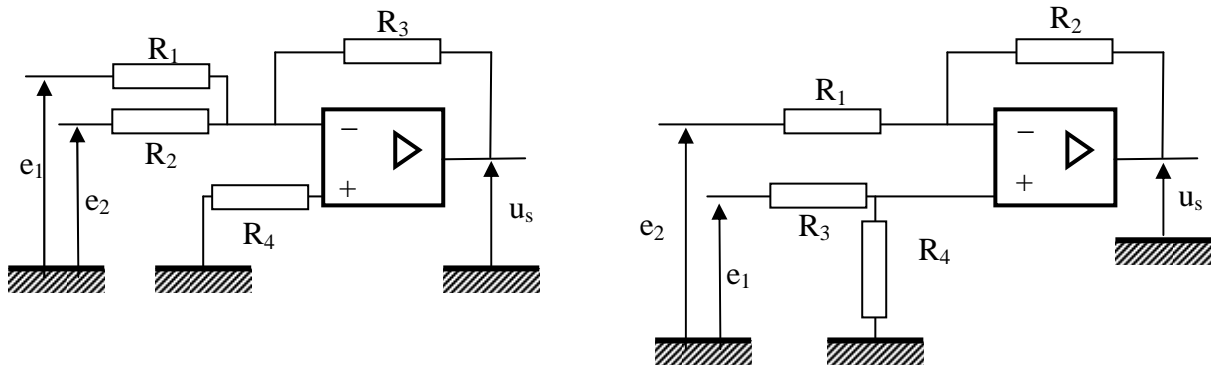 R₃
R₁
−
R₂
e₁
+
e₂
R₄
uₛ
R₂
R₁
−
+
R₃
e₂
R₄
e₁
uₛ